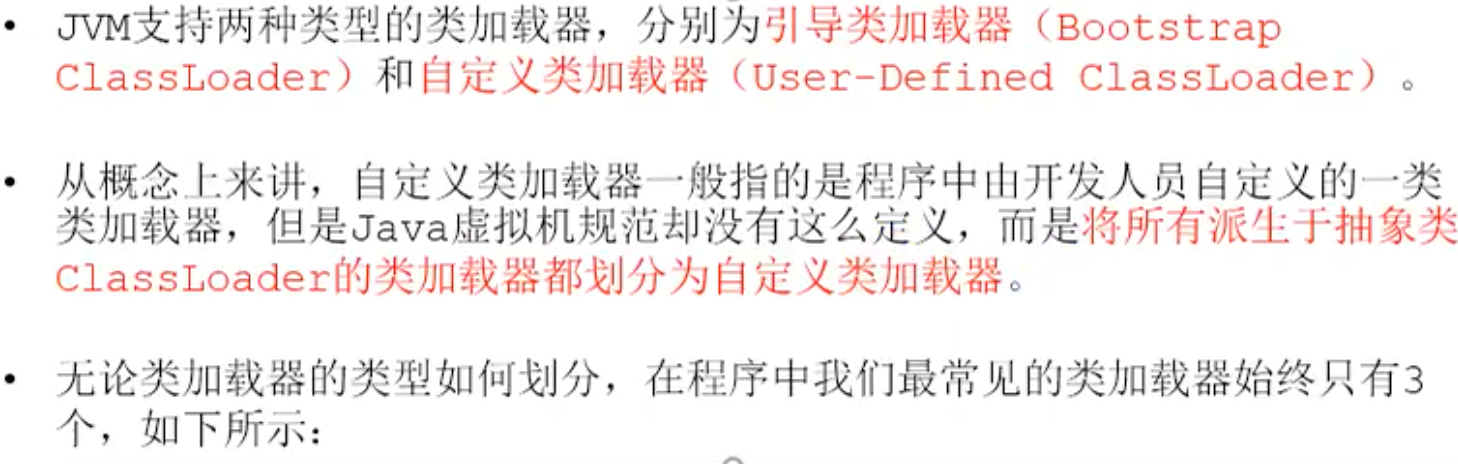 • JVM支持两种类型的类加载器，分别为引导类加载器（Bootstrap
ClassLoader）和自定义类加载器（User-Defined ClassLoader）。
• 从概念上来讲，自定义类加载器一般指的是程序中由开发人员自定义的一类
类加载器，但是Java虚拟机规范却没有这么定义，而是将所有派生于抽象类
ClassLoader的类加载器都划分为自定义类加载器。
• 无论类加载器的类型如何划分，在程序中我们最常见的类加载器始终只有3
个，如下所示：